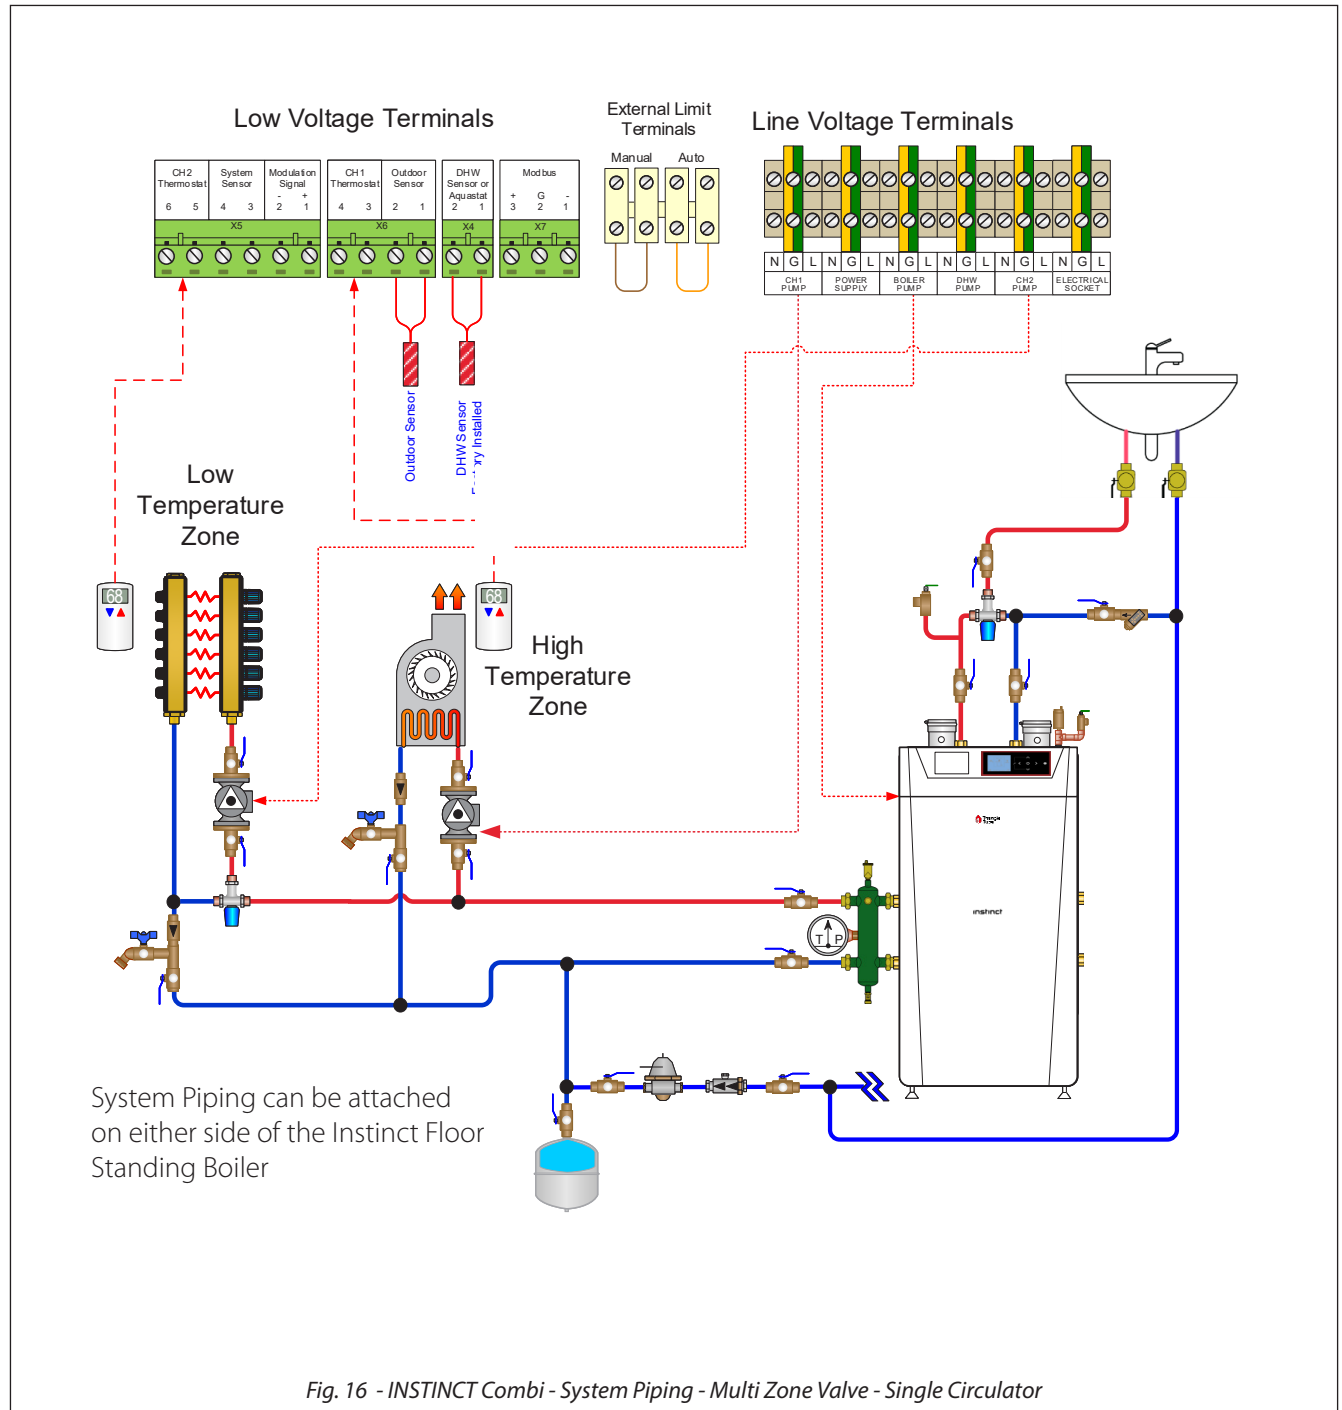 Low Voltage Terminals
External Limit
Terminals
Line Voltage Terminals
Manual Auto
CH2
Thermostat
6 5
System
Sensor
4 3
Modulation
Signal
- +
2 1
X5
CH1
Thermostat
4 3
Outdoor
Sensor
2 1
X6
DHW
Sensor or
Aquastat
2 1
X4
Modbus
+ G -
3 2 1
X7
N G L N G L N G L N G L N G L N G L
CH1
PUMP
POWER
SUPPLY
BOILER
PUMP
DHW
PUMP
CH2
PUMP
ELECTRICAL
SOCKET
Outdoor Sensor
DHW Sensor
Installed
Low
Temperature
Zone
68
68
High
Temperature
Zone
Triangle
Tube
instinct
T P
System Piping can be attached
on either side of the Instinct Floor
Standing Boiler
Fig. 16 - INSTINCT Combi - System Piping - Multi Zone Valve - Single Circulator